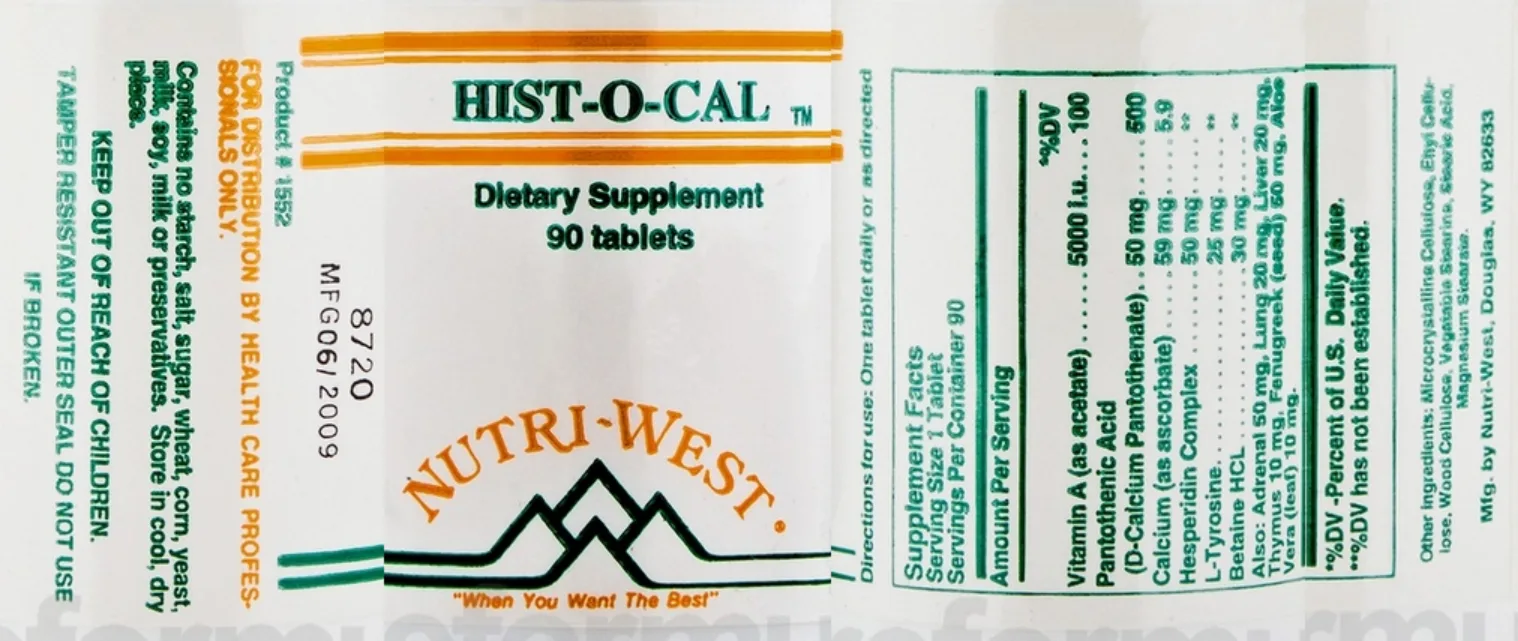 Product # 1552
FOR DISTRIBUTION BY HEALTH CARE PROFES-
SIONALS ONLY.
Contains no starch, salt, sugar, wheat, corn, yeast,
milk, soy, milk or preservatives. Store in cool, dry
place.
KEEP OUT OF REACH OF CHILDREN.
TAMPER RESISTANT OUTER SEAL DO NOT USE
IF BROKEN.
HIST-O-CAL ™
Dietary Supplement
90 tablets
8720
MFG06/2009
NUTRI-WEST®
"When You Want The Best"
Directions for use: One tablet daily or as directed
Supplement Facts
Serving Size 1 Tablet
Servings Per Container 90
Amount Per Serving *%DV
Vitamin A (as acetate) ...... 5000 i.u.... 100
Pantothenic Acid
(D-Calcium Pantothenate) .. 50 mg..... 500
Calcium (as ascorbate) .... 59 mg...... 5.9
Hesperidin Complex ......... 50 mg...... **
L-Tyrosine..................... 25 mg...... **
Betaine HCL .................. 30 mg...... **
Also: Adrenal 50 mg, Lung 20 mg, Liver 20 mg,
Thymus 10 mg, Fenugreek (seed) 50 mg, Aloe
Vera (leaf) 10 mg.
*%DV -Percent of U.S. Daily Value.
**%DV has not been established.
Other ingredients: Microcrystalline Cellulose, Ethyl Cellu-
lose, Wood Cellulose, Vegetable Stearine, Stearic Acid,
Magnesium Stearate.
Mfg. by Nutri-West, Douglas, WY 82633